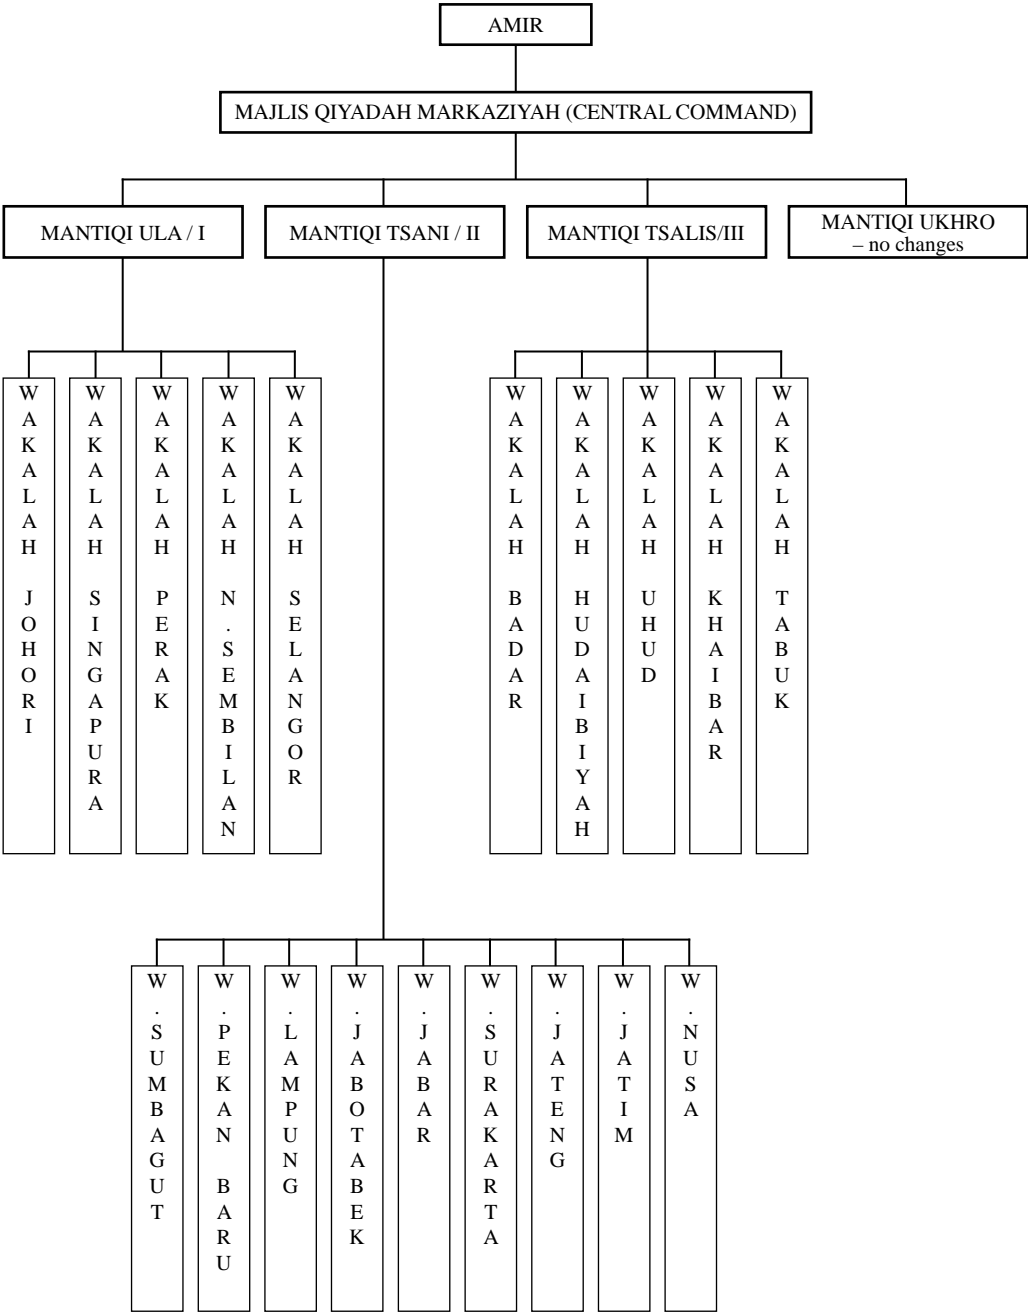 AMIR
MAJLIS QIYADAH MARKAZIYAH (CENTRAL COMMAND)
MANTIQI ULA / I
MANTIQI TSANI / II
MANTIQI TSALIS/III
MANTIQI UKHRO
– no changes
WAKALAH JOHORI
WAKALAH SINGAPURA
WAKALAH PERAK
WAKALAH N.SEMBILAN
WAKALAH SELANGOR
WAKALAH BADAR
WAKALAH HUDAIBIYAH
WAKALAH UHUD
WAKALAH KHAIBAR
WAKALAH TABUK
W.SUMBAGUT
W.PEKAN BARU
W.LAMPUNG
W.JABOTABEK
W.JABAR
W.SURAKARTA
W.JATENG
W.JATIM
W.NUSA